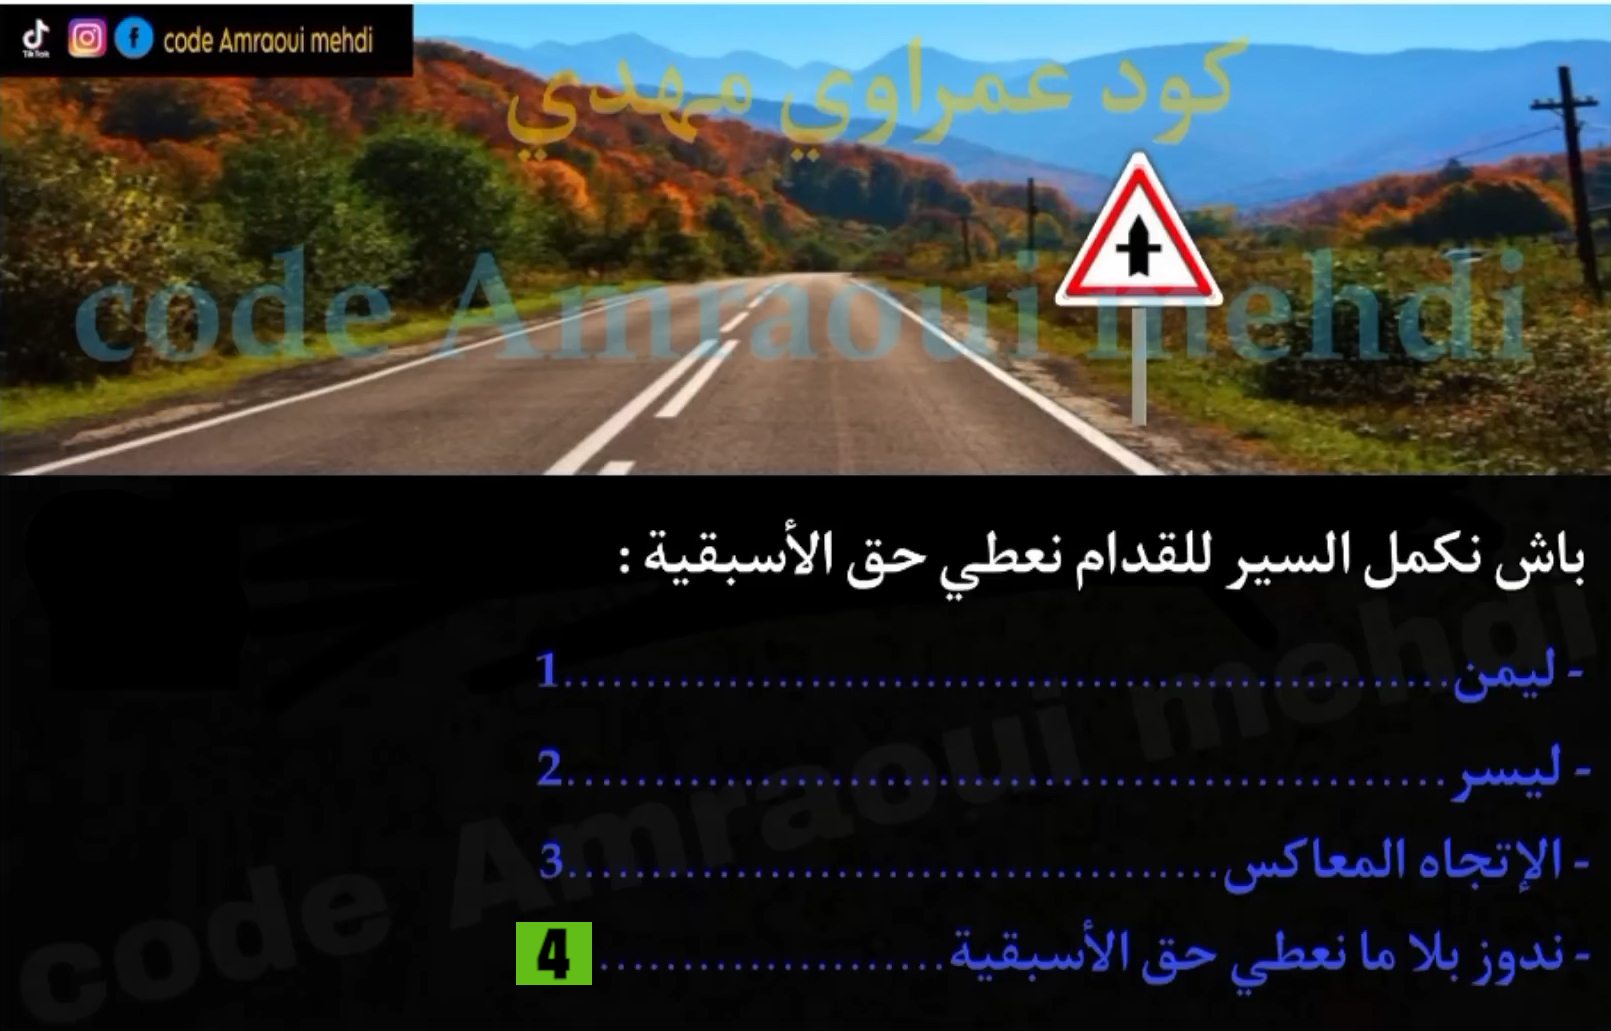 TikTok
code Amraoui mehdi
كود عمراوي مهدي
code Amraoui mehdi
باش نكمل السير للقدام نعطي حق الأسبقية :
- ليمن..............................................1
- ليسر..............................................2
- الإتجاه المعاكس..................................3
- ندوز بلا ما نعطي حق الأسبقية.................... 4
code Amraoui mehdi